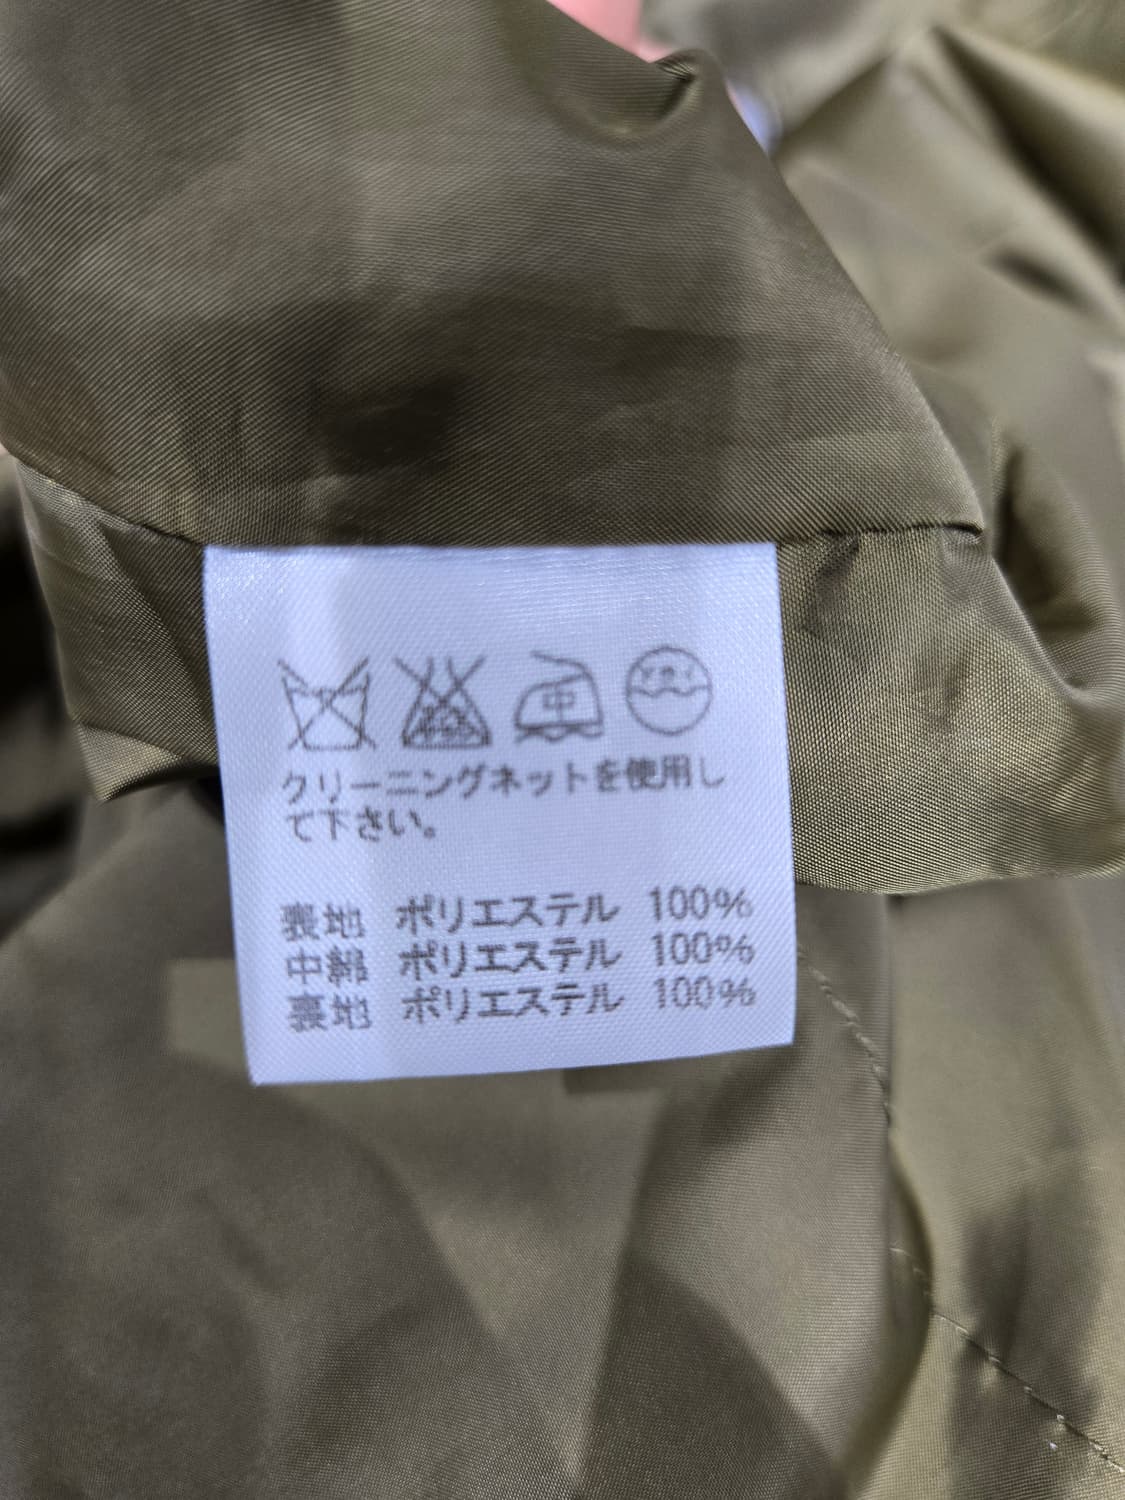 中
クリーニングネットを使用し
て下さい。
表地 ポリエステル 100%
中綿 ポリエステル 100%
裏地 ポリエステル 100%